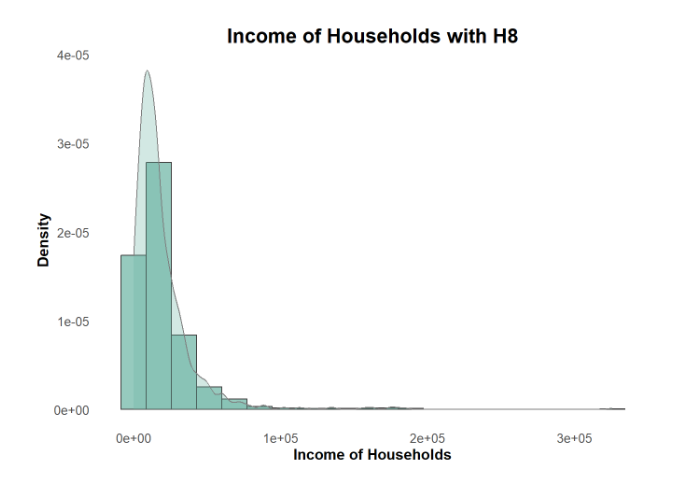 Income of Households with H8
4e-05
3e-05
2e-05
1e-05
0e+00
Density
0e+00 1e+05 2e+05 3e+05
Income of Households